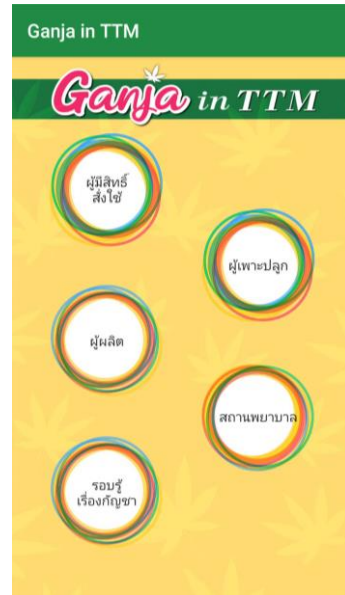 Ganja in TTM
Ganja in TTM
ผู้มีสิทธิ์
สั่งใช้
ผู้เพาะปลูก
ผู้ผลิต
สถานพยาบาล
รอบรู้
เรื่องกัญชา